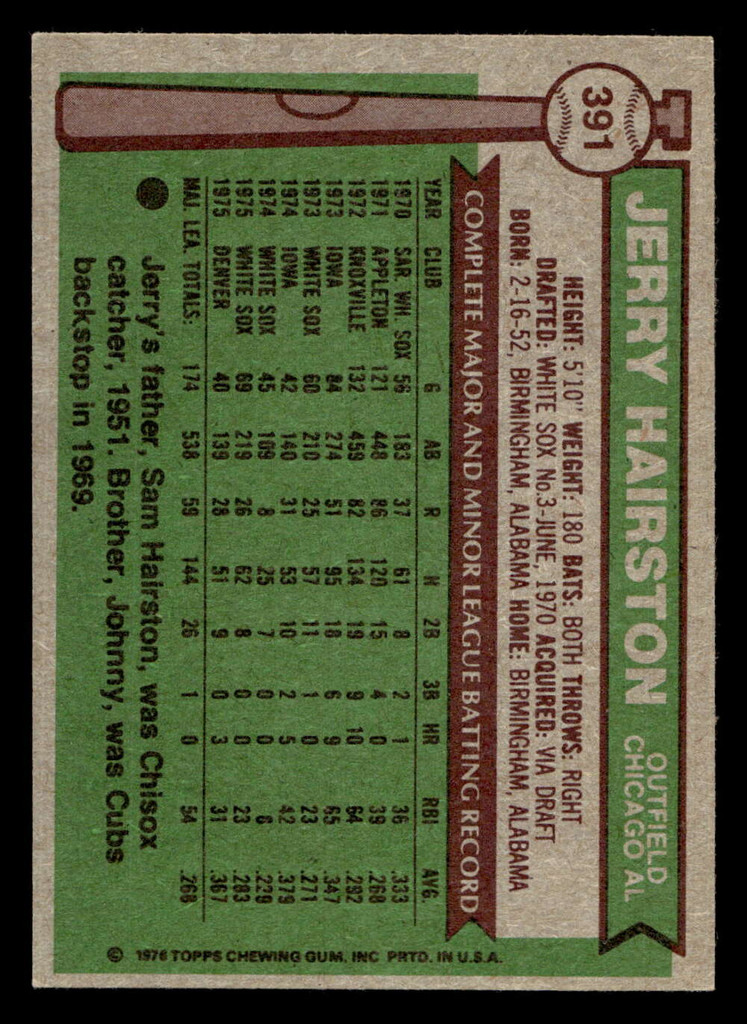 391
JERRY HAIRSTON
OUTFIELD
CHICAGO AL
HEIGHT: 5'10" WEIGHT: 180 BATS: BOTH THROWS: RIGHT
DRAFTED: WHITE SOX No.3-JUNE, 1970 ACQUIRED: VIA DRAFT
BORN: 2-16-52, BIRMINGHAM, ALABAMA HOME: BIRMINGHAM, ALABAMA
COMPLETE MAJOR AND MINOR LEAGUE BATTING RECORD
YEAR CLUB G AB R H 2B 3B HR RBI AVG.
1970 SAR. WH. SOX 56 183 37 61 8 2 1 36 .333
1971 APPLETON 121 448 86 120 15 4 0 39 .268
1972 KNOXVILLE 132 459 82 134 19 9 10 64 .292
1973 IOWA 84 274 51 95 18 6 9 65 .347
1973 WHITE SOX 60 210 25 57 11 1 0 23 .271
1974 IOWA 42 140 31 53 10 2 5 42 .379
1974 WHITE SOX 45 109 8 25 7 0 0 8 .229
1975 WHITE SOX 69 219 26 62 8 0 0 23 .283
1975 DENVER 40 139 28 51 9 0 3 31 .367
MAJ. LEA. TOTALS: 174 538 59 144 26 1 0 54 .268
Jerry's father, Sam Hairston, was Chisox
catcher, 1951. Brother, Johnny, was Cubs
backstop in 1969.
© 1976 TOPPS CHEWING GUM, INC PRTD. IN U.S.A.